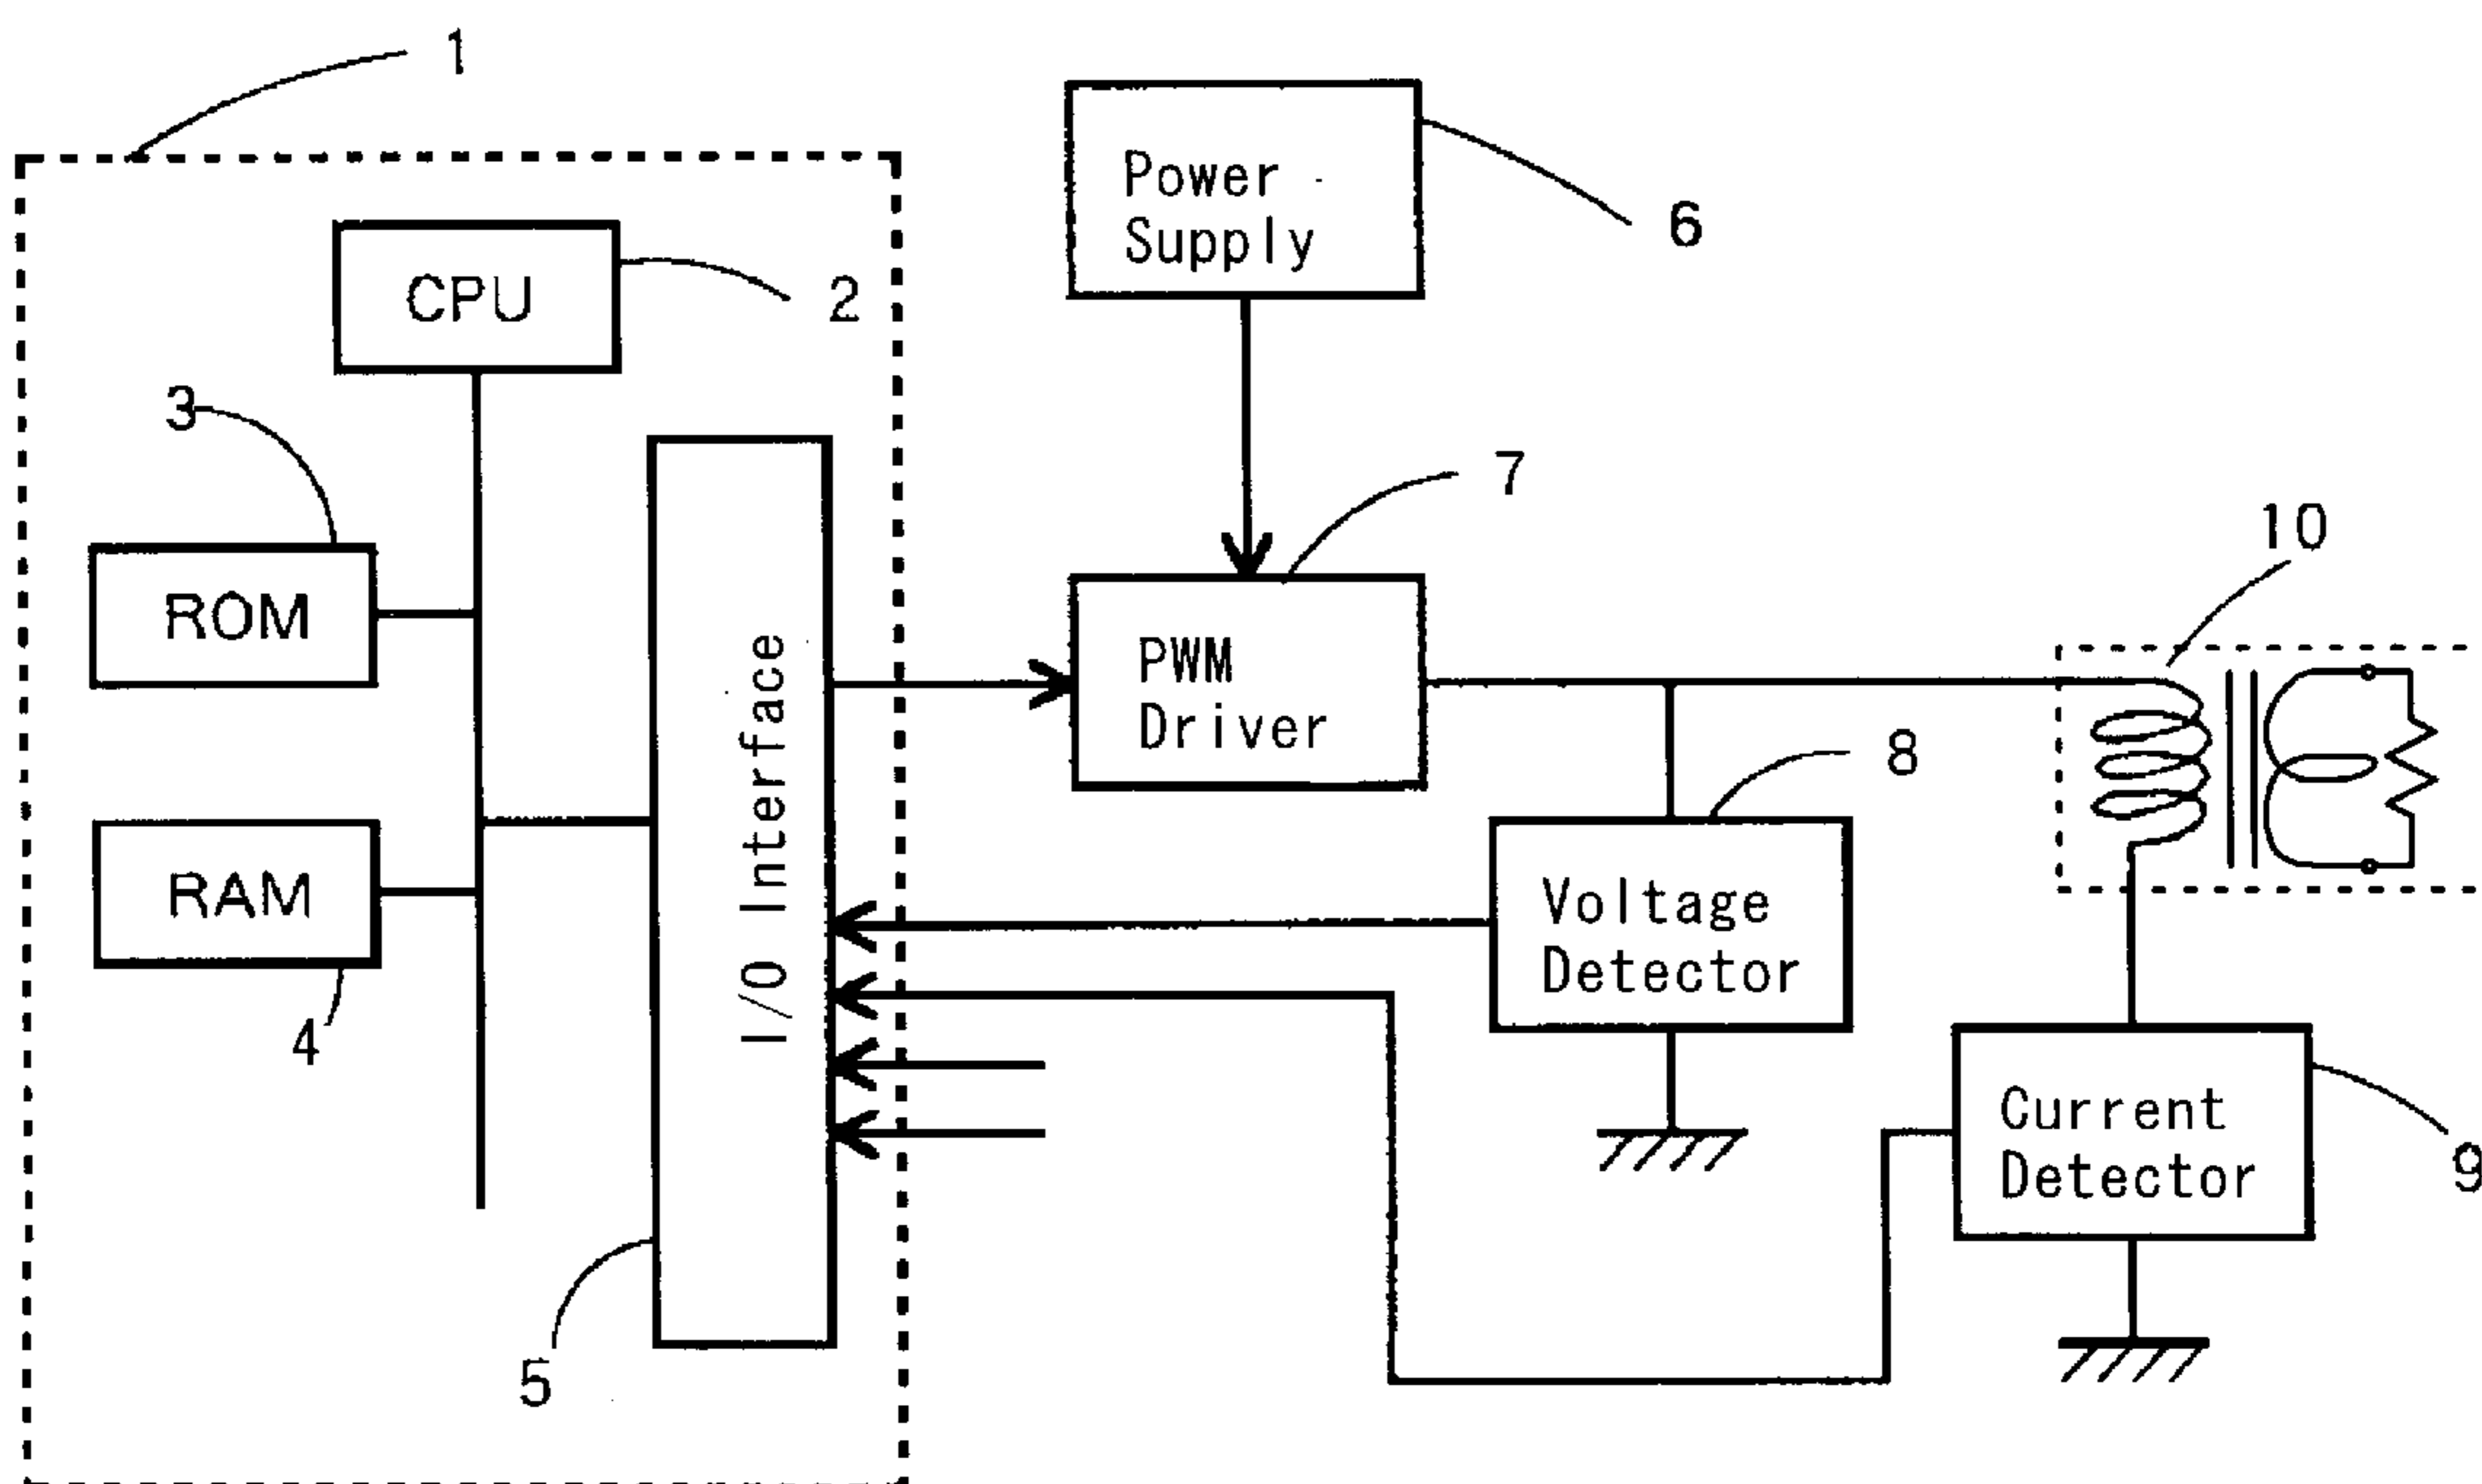 1
CPU
2
3
ROM
RAM
4
I/O Interface
5
Power
Supply
6
7
PWM
Driver
8
Voltage
Detector
10
Current
Detector
9